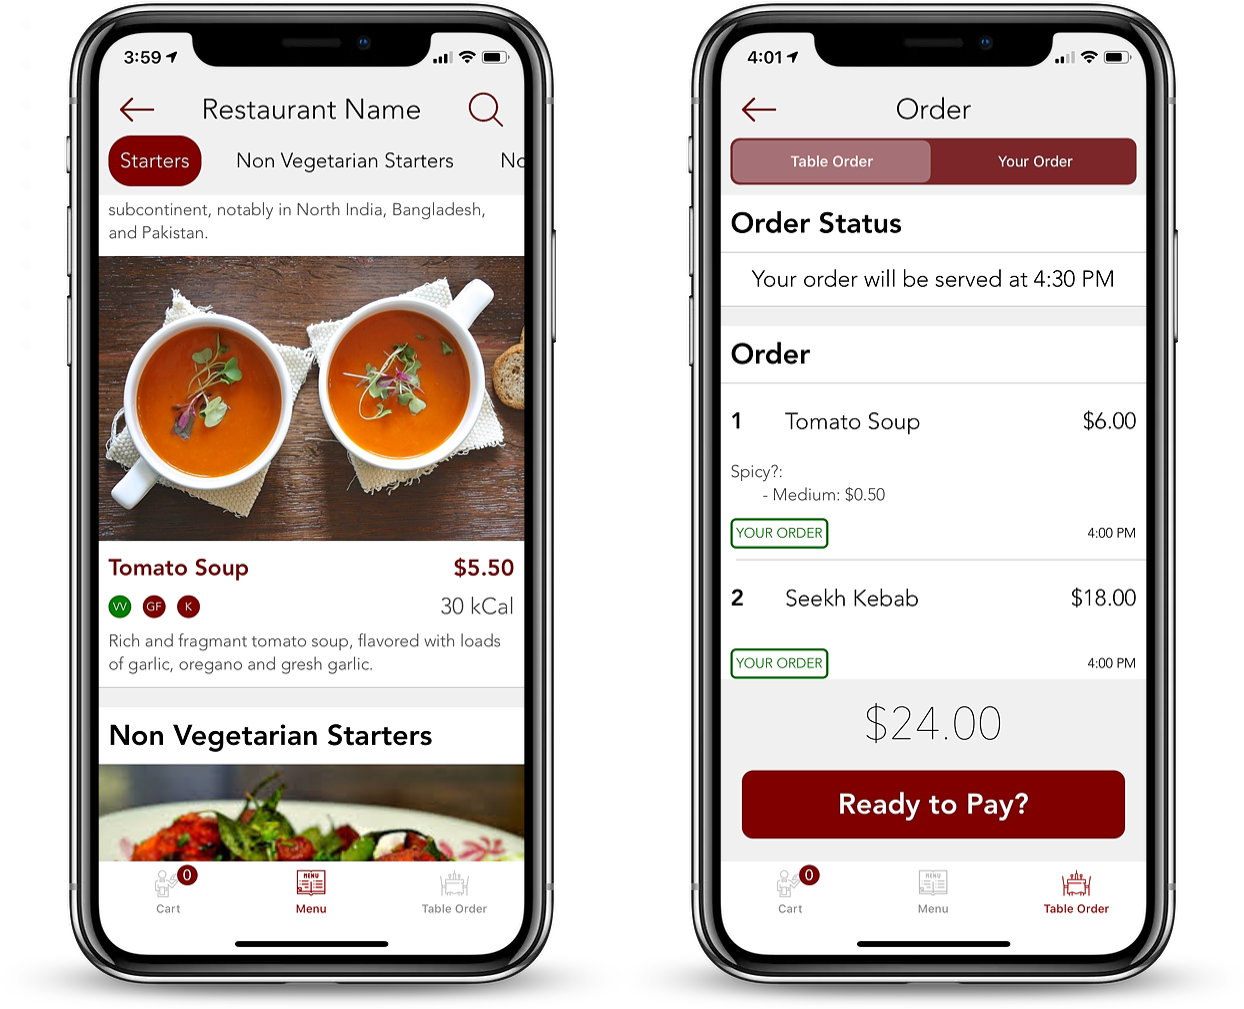 3:59
Restaurant Name
Starters Non Vegetarian Starters No
subcontinent, notably in North India, Bangladesh,
and Pakistan.
Tomato Soup $5.50
VV GF K 30 kCal
Rich and fragmant tomato soup, flavored with loads
of garlic, oregano and gresh garlic.
Non Vegetarian Starters
0
MENU
Cart Menu Table Order
4:01
Order
Table Order Your Order
Order Status
Your order will be served at 4:30 PM
Order
1 Tomato Soup $6.00
Spicy?:
- Medium: $0.50
YOUR ORDER 4:00 PM
2 Seekh Kebab $18.00
YOUR ORDER 4:00 PM
$24.00
Ready to Pay?
0
MENU
Cart Menu Table Order